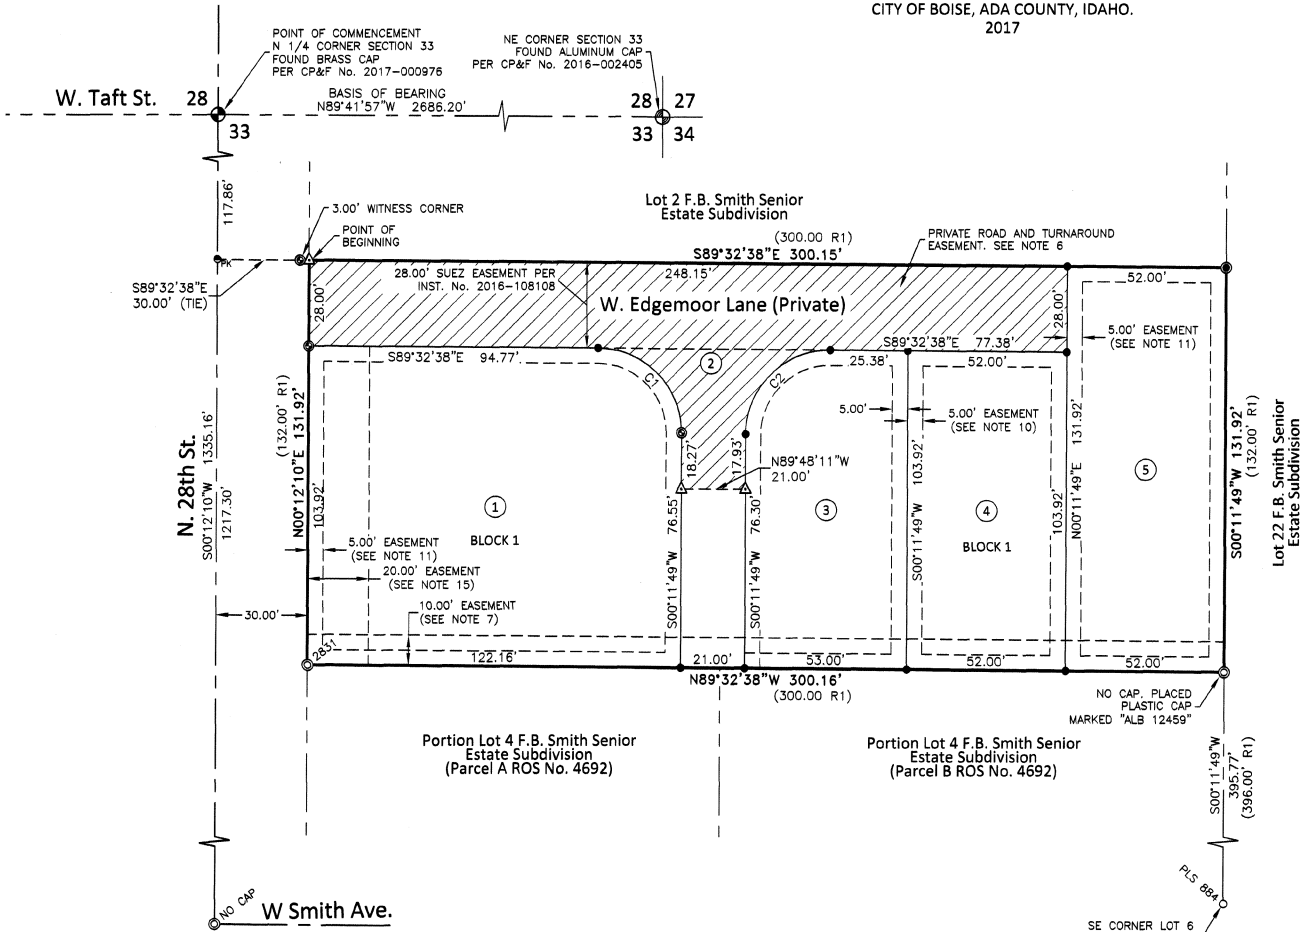 CITY OF BOISE, ADA COUNTY, IDAHO.
2017
POINT OF COMMENCEMENT
N 1/4 CORNER SECTION 33
FOUND BRASS CAP
PER CP&F No. 2017-000976
NE CORNER SECTION 33
FOUND ALUMINUM CAP
PER CP&F No. 2016-002405
W. Taft St.
28
33
BASIS OF BEARING
N89°41'57"W 2686.20'
28
27
33
34
117.86'
3.00' WITNESS CORNER
POINT OF
BEGINNING
Lot 2 F.B. Smith Senior
Estate Subdivision
(300.00 R1)
S89°32'38"E 300.15'
PRIVATE ROAD AND TURNAROUND
EASEMENT. SEE NOTE 6
PK
S89°32'38"E
30.00' (TIE)
28.00' SUEZ EASEMENT PER
INST. No. 2016-108108
248.15'
52.00'
W. Edgemoor Lane (Private)
28.00'
28.00'
5.00' EASEMENT
(SEE NOTE 11)
S89°32'38"E 94.77'
S89°32'38"E 77.38'
2
25.38'
52.00'
C1
C2
5.00'
5.00' EASEMENT
(SEE NOTE 10)
N. 28th St.
S00°12'10"W 1335.16'
1217.30'
(132.00' R1)
N00°12'10"E 131.92'
103.92'
18.27'
17.93'
N89°48'11"W
21.00'
1
BLOCK 1
3
4
BLOCK 1
5
S00°11'49"W 76.55'
S00°11'49"W 76.30'
S00°11'49"W 103.92'
103.92'
N00°11'49"E 131.92'
S00°11'49"W 131.92'
(132.00' R1)
Lot 22 F.B. Smith Senior
Estate Subdivision
5.00' EASEMENT
(SEE NOTE 11)
20.00' EASEMENT
(SEE NOTE 15)
10.00' EASEMENT
(SEE NOTE 7)
30.00'
2831
122.16'
21.00'
53.00'
52.00'
52.00'
N89°32'38"W 300.16'
(300.00 R1)
NO CAP. PLACED
PLASTIC CAP
MARKED "ALB 12459"
Portion Lot 4 F.B. Smith Senior
Estate Subdivision
(Parcel A ROS No. 4692)
Portion Lot 4 F.B. Smith Senior
Estate Subdivision
(Parcel B ROS No. 4692)
S00°11'49"W
395.77'
(396.00' R1)
NO CAP
W Smith Ave.
PLS 884
SE CORNER LOT 6